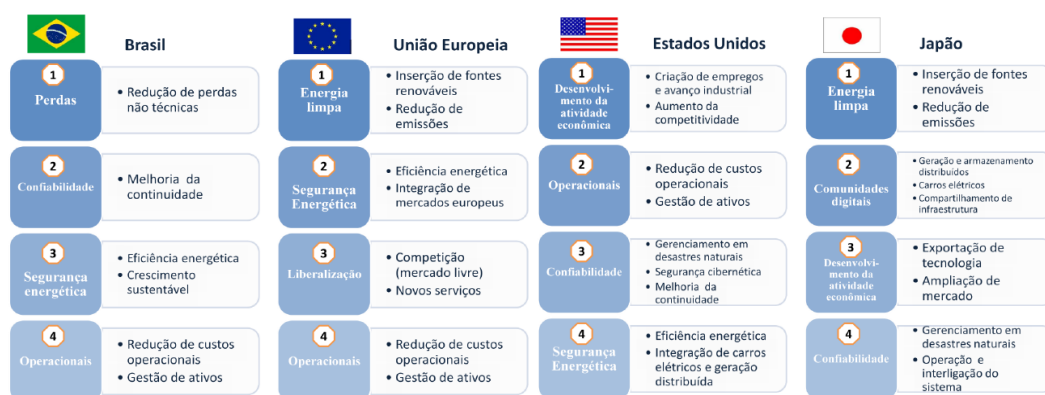 Brasil
1
Perdas
• Redução de perdas
não técnicas
2
Confiabilidade
• Melhoria da
continuidade
3
Segurança
energética
• Eficiência energética
• Crescimento
sustentável
4
Operacionais
• Redução de custos
operacionais
• Gestão de ativos
União Europeia
1
Energia
limpa
• Inserção de fontes
renováveis
• Redução de
emissões
2
Segurança
Energética
• Eficiência energética
• Integração de
mercados europeus
3
Liberalização
• Competição
(mercado livre)
• Novos serviços
4
Operacionais
• Redução de custos
operacionais
• Gestão de ativos
Estados Unidos
1
Desenvolvi-
mento da
atividade
econômica
• Criação de empregos
e avanço industrial
• Aumento da
competitividade
2
Operacionais
• Redução de custos
operacionais
• Gestão de ativos
3
Confiabilidade
• Gerenciamento em
desastres naturais
• Segurança cibernética
• Melhoria da
continuidade
4
Segurança
Energética
• Eficiência energética
• Integração de carros
elétricos e geração
distribuída
Japão
1
Energia
limpa
• Inserção de fontes
renováveis
• Redução de
emissões
2
Comunidades
digitais
• Geração e armazenamento
distribuídos
• Carros elétricos
• Compartilhamento de
infraestrutura
3
Desenvolvi-
mento da
atividade
econômica
• Exportação de
tecnologia
• Ampliação de
mercado
4
Confiabilidade
• Gerenciamento em
desastres naturais
• Operação e
interligação do
sistema